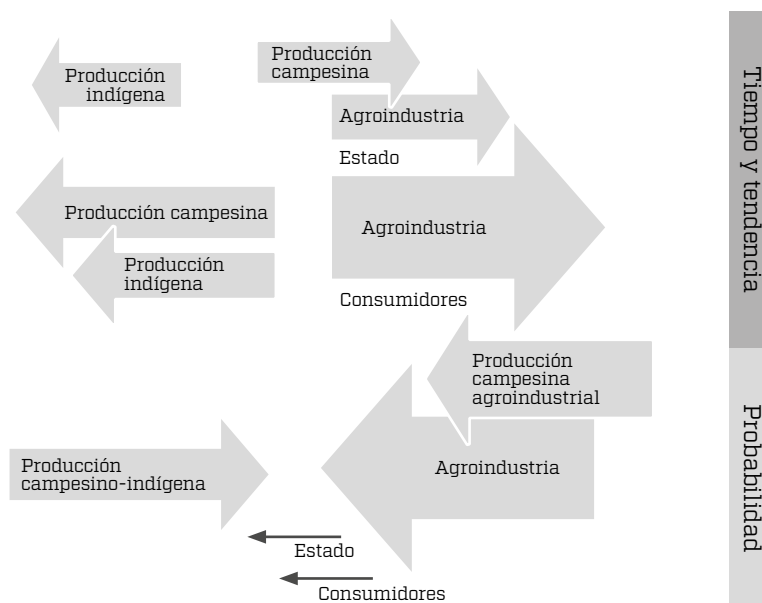 Producción
indígena
Producción
campesina
Agroindustria
Estado
Producción campesina
Agroindustria
Producción
indígena
Consumidores
Producción
campesina
agroindustrial
Producción
campesino-indígena
Agroindustria
Estado
Consumidores
Tiempo y tendencia
Probabilidad